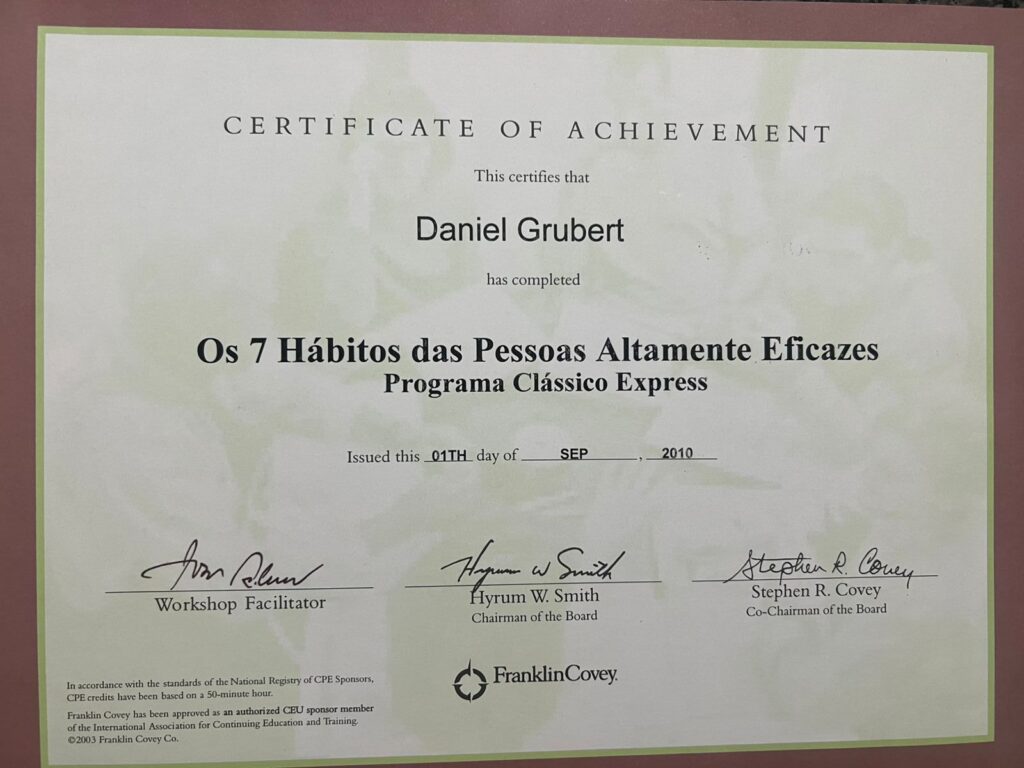 CERTIFICATE OF ACHIEVEMENT
This certifies that
Daniel Grubert
has completed
Os 7 Hábitos das Pessoas Altamente Eficazes
Programa Clássico Express
Issued this 01TH day of SEP, 2010
Hyrum W Smith
Stephen R. Covey
Workshop Facilitator
Hyrum W. Smith
Chairman of the Board
Stephen R. Covey
Co-Chairman of the Board
FranklinCovey.
In accordance with the standards of the National Registry of CPE Sponsors,
CPE credits have been based on a 50-minute hour.
Franklin Covey has been approved as an authorized CEU sponsor member
of the International Association for Continuing Education and Training.
©2003 Franklin Covey Co.